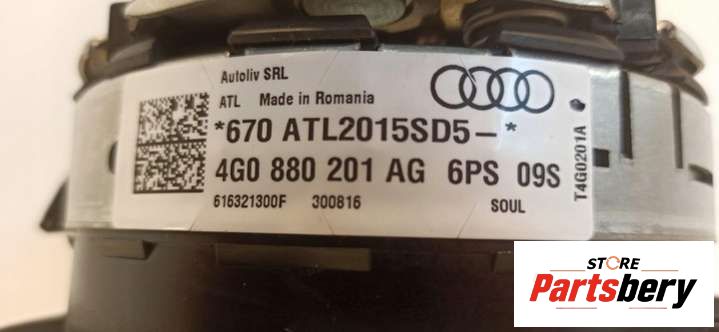 Autoliv SRL
ATL Made in Romania
*670 ATL2015SD5-*
4G0 880 201 AG 6PS 09S
616321300F 300816 SOUL
T4G0201A
STORE
Partsbery